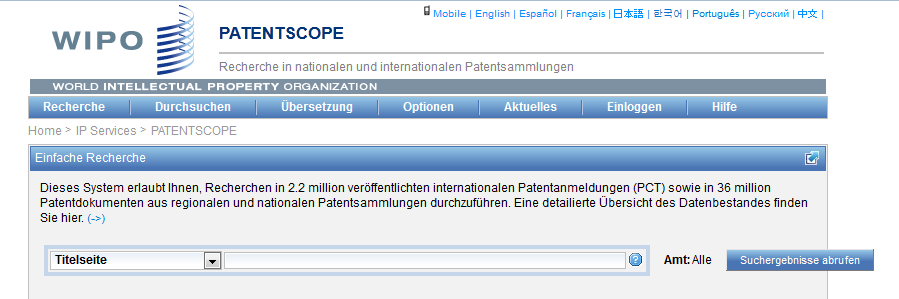 Mobile | English | Español | Français | 日本語 | 한국어 | Português | Русский | 中文 |
WIPO
PATENTSCOPE
Recherche in nationalen und internationalen Patentsammlungen
WORLD INTELLECTUAL PROPERTY ORGANIZATION
Recherche Durchsuchen Übersetzung Optionen Aktuelles Einloggen Hilfe
Home > IP Services > PATENTSCOPE
Einfache Recherche
Dieses System erlaubt Ihnen, Recherchen in 2.2 million veröffentlichten internationalen Patentanmeldungen (PCT) sowie in 36 million
Patentdokumenten aus regionalen und nationalen Patentsammlungen durchzuführen. Eine detailierte Übersicht des Datenbestandes finden
Sie hier. (->)
Titelseite ? Amt: Alle Suchergebnisse abrufen